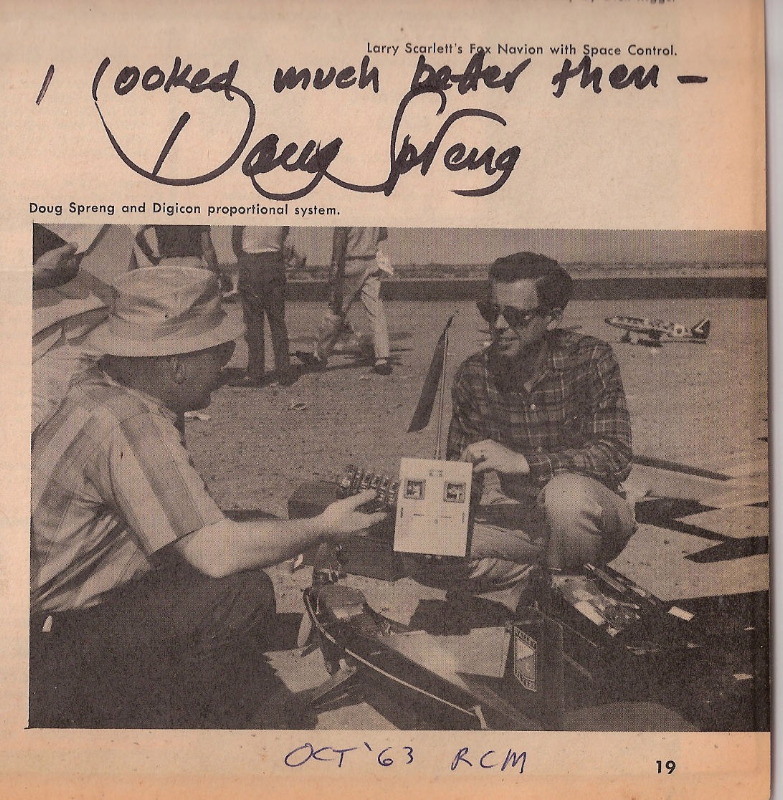 Larry Scarlett's Fox Navion with Space Control.
I looked much better then –
Doug Spreng
Doug Spreng and Digicon proportional system.
OCT '63 RCM
19